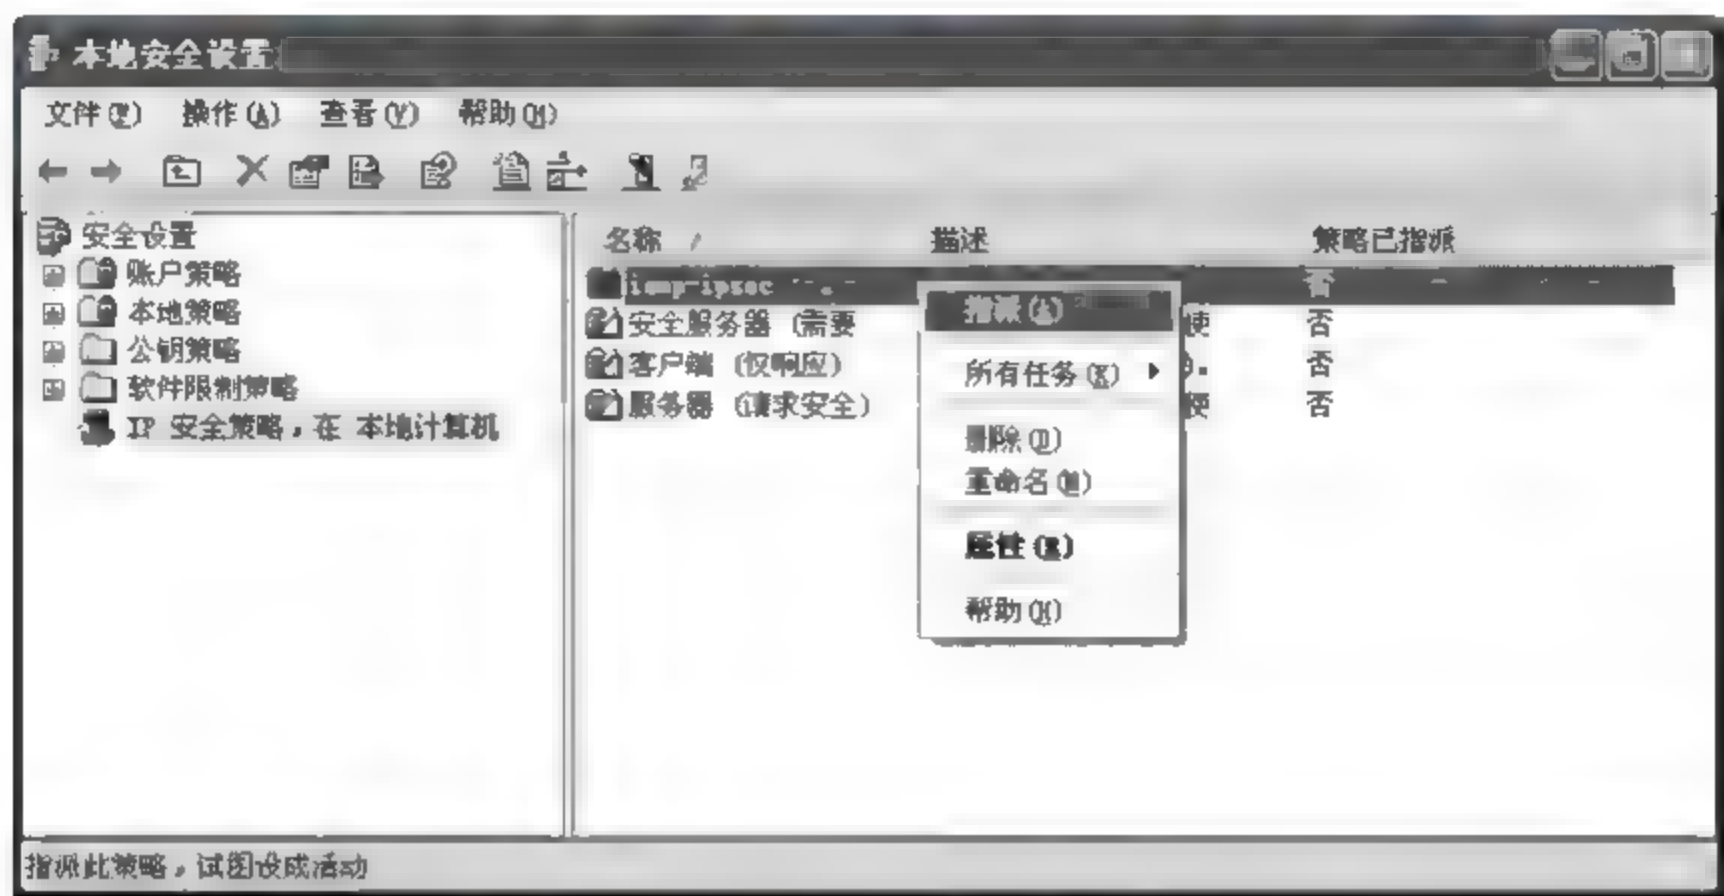 本地安全设置
文件(F) 操作(A) 查看(V) 帮助(H)
安全设置
账户策略
本地策略
公钥策略
软件限制策略
IP 安全策略，在 本地计算机
名称 / 描述 策略已指派
icmp-ipsec 否
安全服务器 (需要 使 否
客户端 (仅响应) 否
服务器 (请求安全) 使 否
指派(A)
所有任务(K)
删除(D)
重命名(M)
属性(R)
帮助(H)
指派此策略，试图设成活动